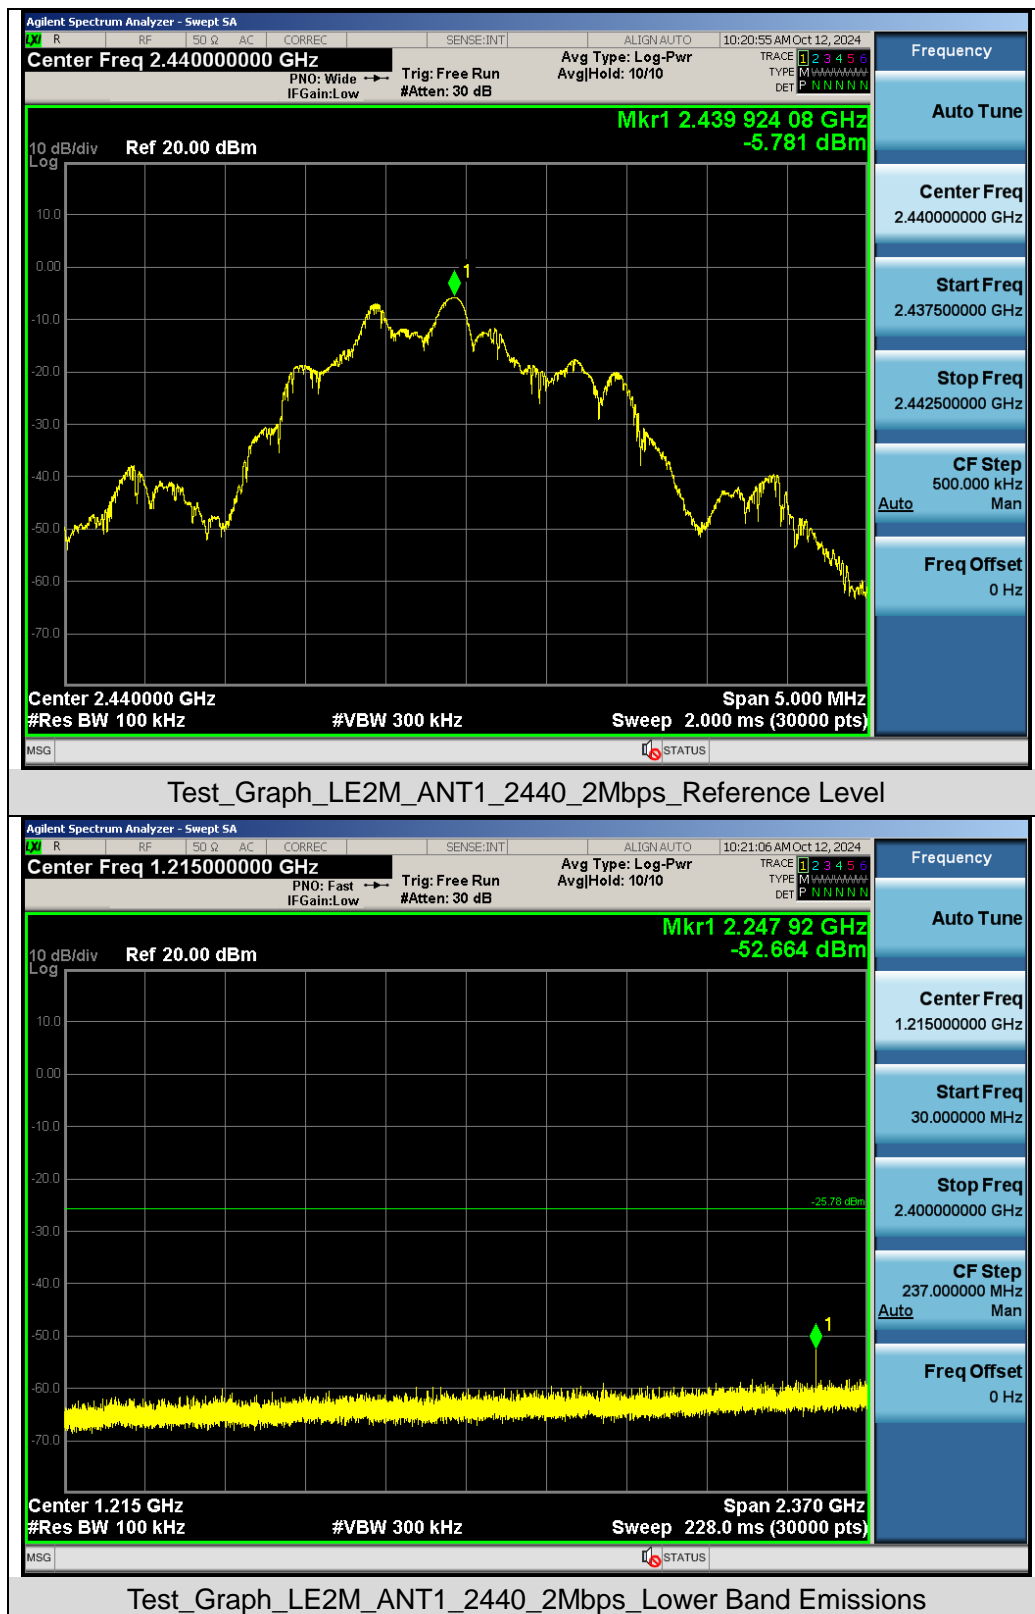 Agilent Spectrum Analyzer - Swept SA
LXI R RF 50 Ω AC CORREC SENSE:INT ALIGN AUTO 10:20:55 AM Oct 12, 2024
Center Freq 2.440000000 GHz
PNO: Wide
IFGain:Low
Trig: Free Run
#Atten: 30 dB
Avg Type: Log-Pwr
Avg|Hold: 10/10
TRACE 1 2 3 4 5 6
TYPE M WWWWW
DET P N N N N N
Frequency
Auto Tune
Center Freq
2.440000000 GHz
Start Freq
2.437500000 GHz
Stop Freq
2.442500000 GHz
CF Step
500.000 kHz
Auto Man
Freq Offset
0 Hz
Mkr1 2.439 924 08 GHz
-5.781 dBm
10 dB/div Ref 20.00 dBm
Log
10.0
0.00
1
-10.0
-20.0
-30.0
-40.0
-50.0
-60.0
-70.0
Center 2.440000 GHz Span 5.000 MHz
#Res BW 100 kHz #VBW 300 kHz Sweep 2.000 ms (30000 pts)
MSG STATUS
Test_Graph_LE2M_ANT1_2440_2Mbps_Reference Level
Agilent Spectrum Analyzer - Swept SA
LXI R RF 50 Ω AC CORREC SENSE:INT ALIGN AUTO 10:21:06 AM Oct 12, 2024
Center Freq 1.215000000 GHz
PNO: Fast
IFGain:Low
Trig: Free Run
#Atten: 30 dB
Avg Type: Log-Pwr
Avg|Hold: 10/10
TRACE 1 2 3 4 5 6
TYPE M WWWWW
DET P N N N N N
Frequency
Auto Tune
Center Freq
1.215000000 GHz
Start Freq
30.000000 MHz
Stop Freq
2.400000000 GHz
CF Step
237.000000 MHz
Auto Man
Freq Offset
0 Hz
Mkr1 2.247 92 GHz
-52.664 dBm
10 dB/div Ref 20.00 dBm
Log
10.0
0.00
-10.0
-20.0
-25.78 dBm
-30.0
-40.0
-50.0
1
-60.0
-70.0
Center 1.215 GHz Span 2.370 GHz
#Res BW 100 kHz #VBW 300 kHz Sweep 228.0 ms (30000 pts)
MSG STATUS
Test_Graph_LE2M_ANT1_2440_2Mbps_Lower Band Emissions